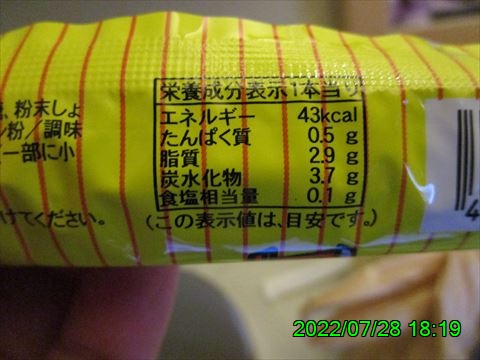 栄養成分表示1本当り
エネルギー 43kcal
たんぱく質 0.5 g
脂質 2.9 g
炭水化物 3.7 g
食塩相当量 0.1 g
(この表示値は、目安です。)
、粉末しょ
/粉/調味
一部に小
けてください。
4
2022/07/28 18:19